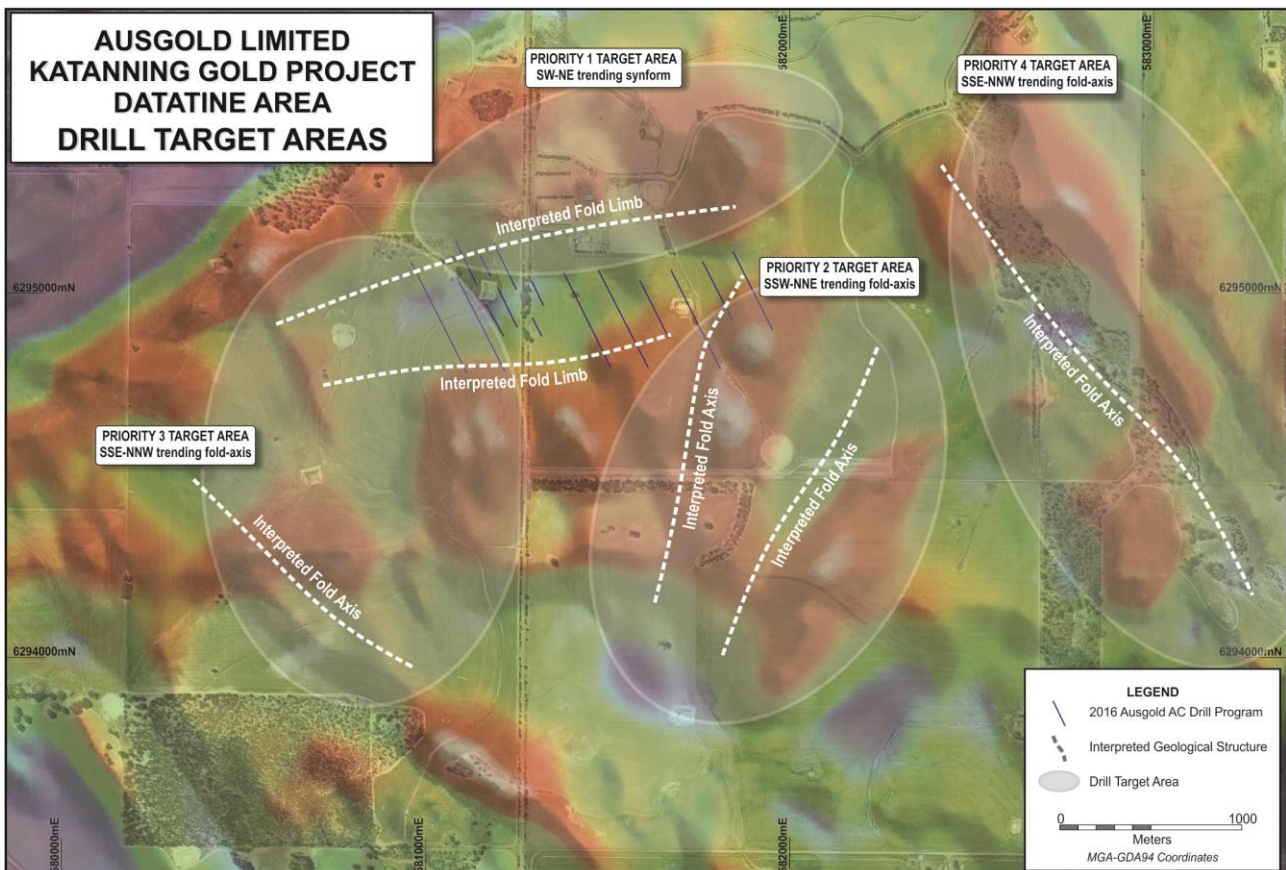 AUSGOLD LIMITED
KATANNING GOLD PROJECT
DATATINE AREA
DRILL TARGET AREAS
PRIORITY 1 TARGET AREA
SW-NE trending synform
582000mE
583000mE
PRIORITY 4 TARGET AREA
SSE-NNW trending fold-axis
Interpreted Fold Limb
6295000mN
PRIORITY 2 TARGET AREA
SSW-NNE trending fold-axis
6295000mN
Interpreted Fold Limb
Interpreted Fold Axis
Interpreted Fold Axis
Interpreted Fold Axis
PRIORITY 3 TARGET AREA
SSE-NNW trending fold-axis
Interpreted Fold Axis
6294000mN
6294000mN
580000mE
581000mE
582000mE
LEGEND
2016 Ausgold AC Drill Program
Interpreted Geological Structure
Drill Target Area
0 1000
Meters
MGA-GDA94 Coordinates